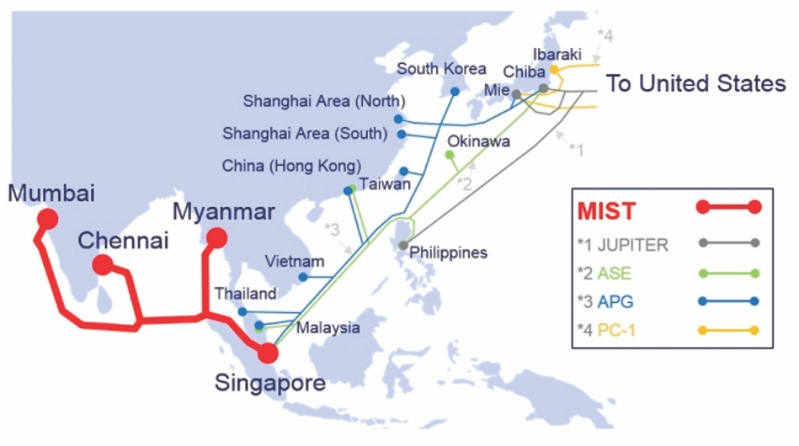 *4
Ibaraki
South Korea
Chiba
To United States
Mie
Shanghai Area (North)
Shanghai Area (South)
Okinawa
*1
China (Hong Kong)
Taiwan
*2
Mumbai
Myanmar
MIST
Chennai
*3
*1 JUPITER
Philippines
Vietnam
*2 ASE
Thailand
*3 APG
Malaysia
*4 PC-1
Singapore